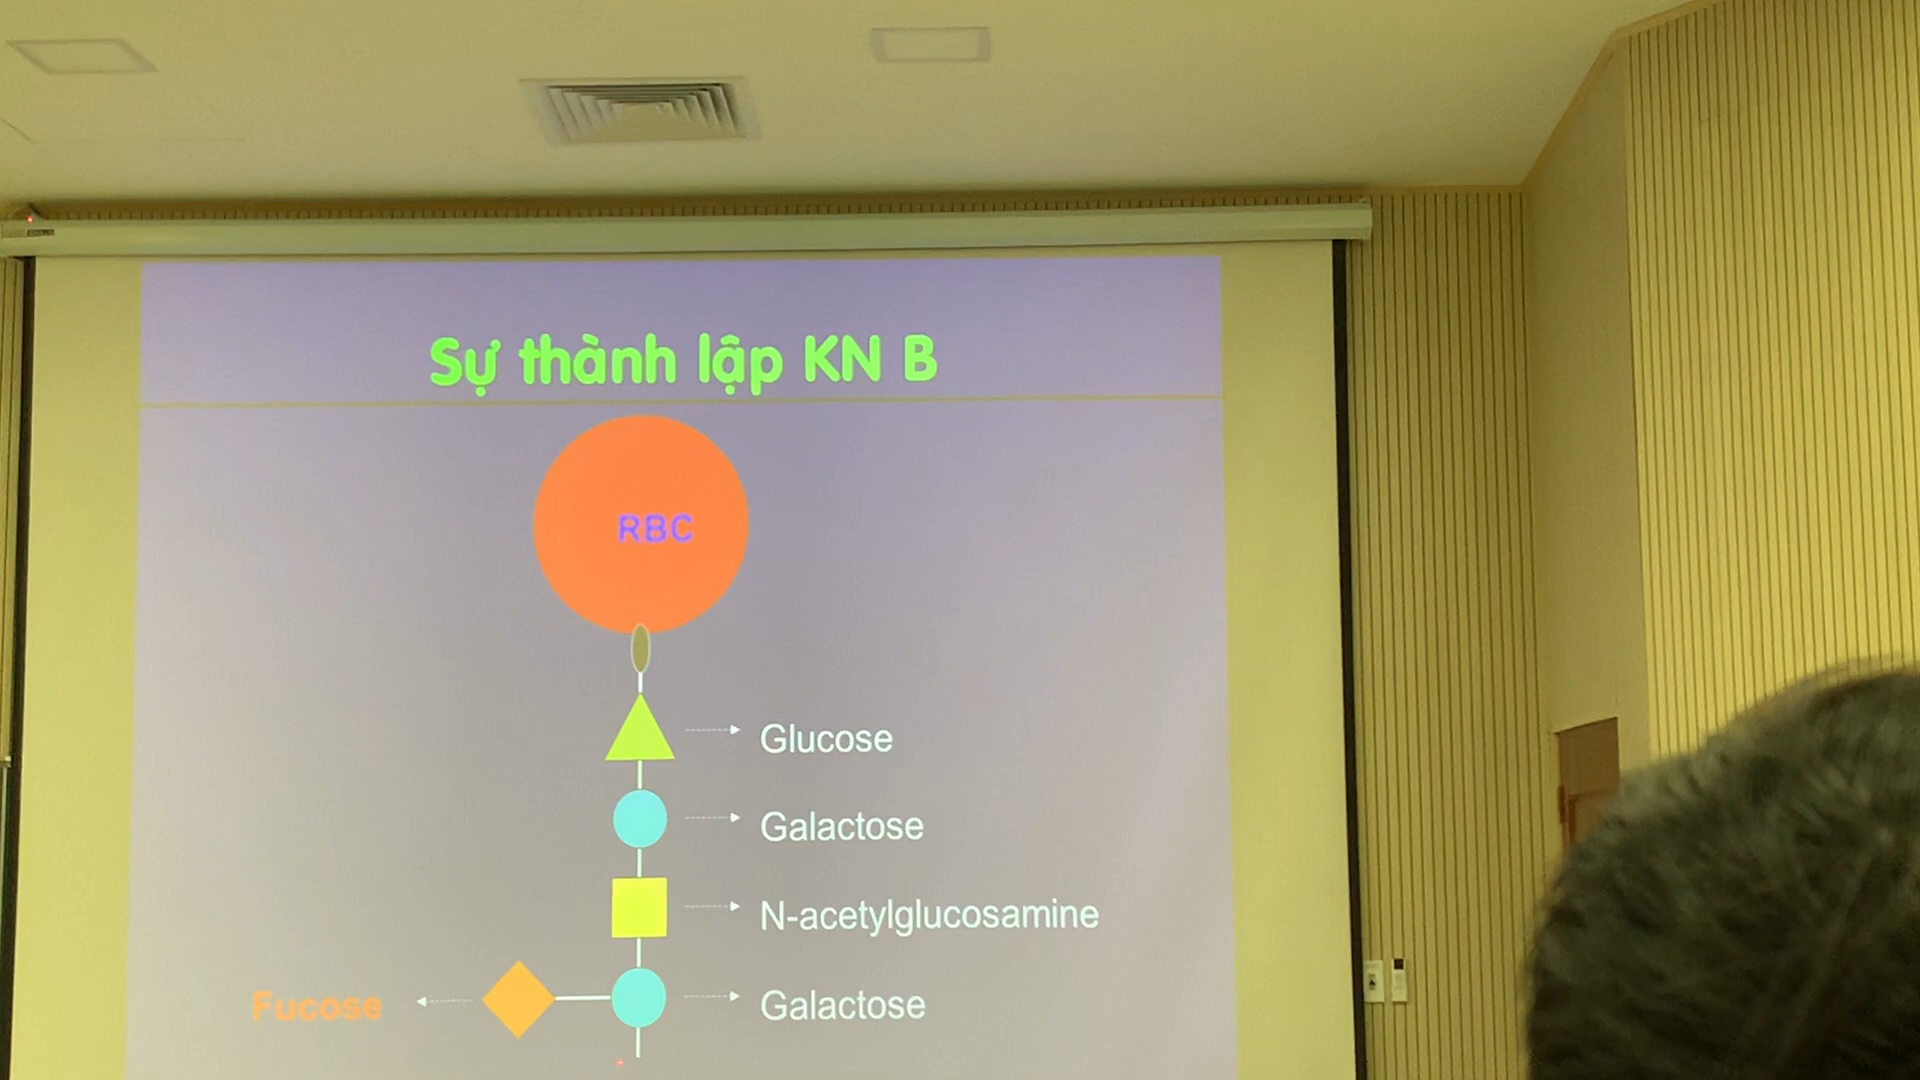 Sự thành lập KN B
RBC
Glucose
Galactose
N-acetylglucosamine
Fucose
Galactose